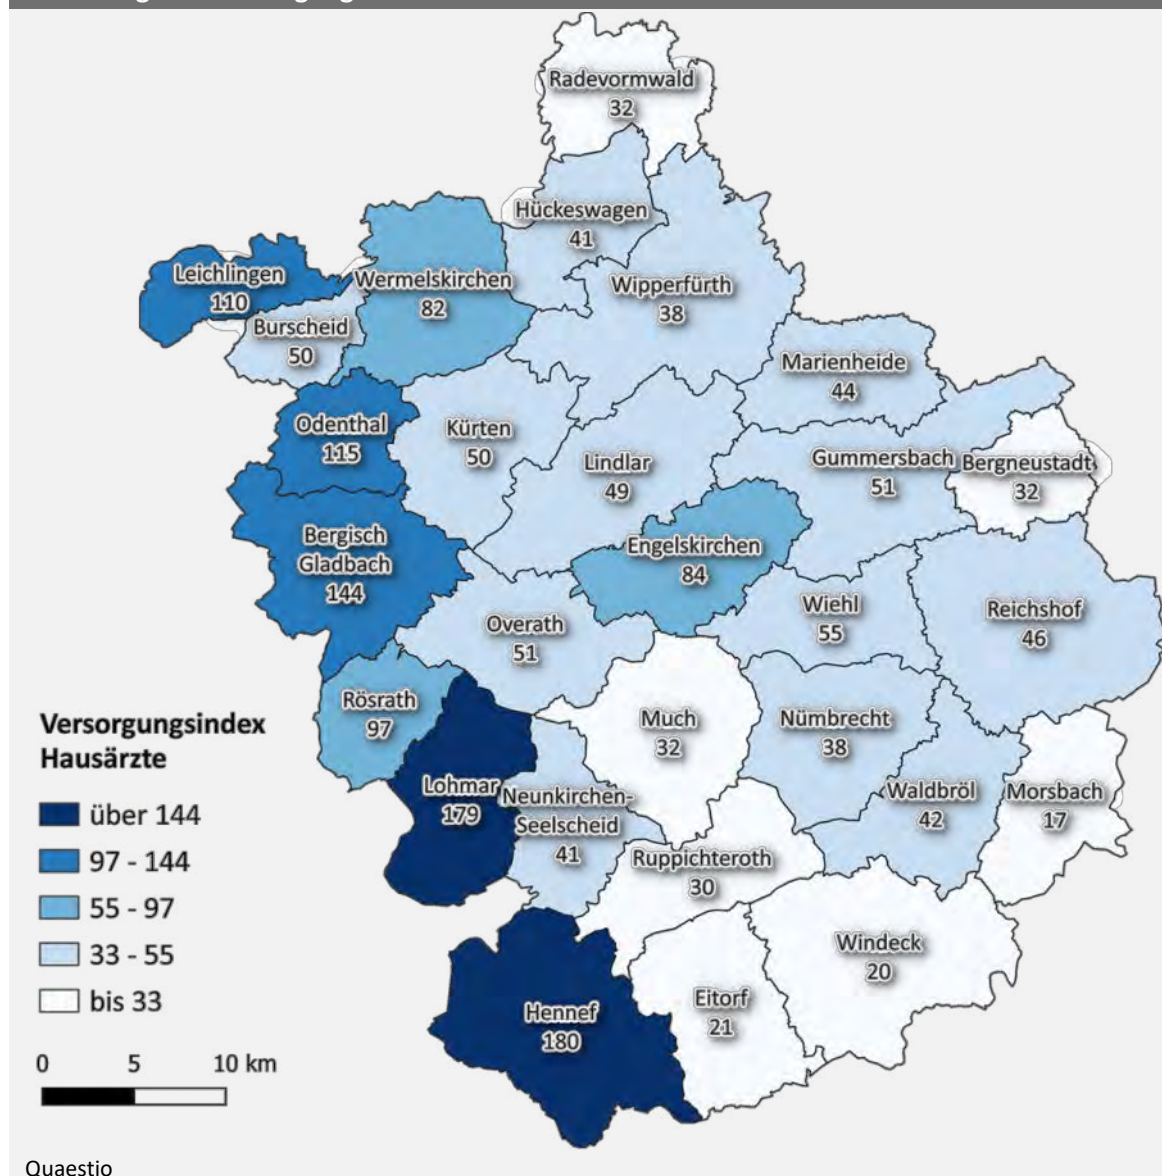 Radevormwald
32
Hückeswagen
41
Leichlingen
110
Wermelskirchen
82
Wipperfürth
38
Burscheid
50
Marienheide
44
Odenthal
115
Kürten
50
Lindlar
49
Gummersbach
51
Bergneustadt
32
Bergisch
Gladbach
144
Engelskirchen
84
Overath
51
Wiehl
55
Reichshof
46
Rösrath
97
Much
32
Nümbrecht
38
Lohmar
179
Neunkirchen-
Seelscheid
41
Waldbröl
42
Morsbach
17
Ruppichteroth
30
Windeck
20
Eitorf
21
Hennef
180
Versorgungsindex
Hausärzte
über 144
97 - 144
55 - 97
33 - 55
bis 33
0 5 10 km
Quaestio